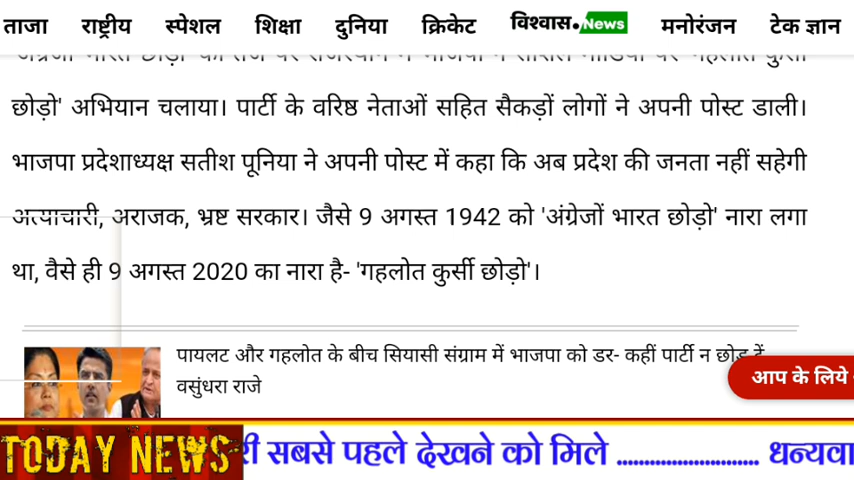 ताजा राष्ट्रीय स्पेशल शिक्षा दुनिया क्रिकेट विश्वास.News मनोरंजन टेक ज्ञान
छोड़ो' अभियान चलाया। पार्टी के वरिष्ठ नेताओं सहित सैकड़ों लोगों ने अपनी पोस्ट डाली।
भाजपा प्रदेशाध्यक्ष सतीश पूनिया ने अपनी पोस्ट में कहा कि अब प्रदेश की जनता नहीं सहेगी
अत्याचारी, अराजक, भ्रष्ट सरकार। जैसे 9 अगस्त 1942 को 'अंग्रेजों भारत छोड़ो' नारा लगा
था, वैसे ही 9 अगस्त 2020 का नारा है- 'गहलोत कुर्सी छोड़ो'।
पायलट और गहलोत के बीच सियासी संग्राम में भाजपा को डर- कहीं पार्टी न छोड़ दें
वसुंधरा राजे
आप के लिये
TODAY NEWS री सबसे पहले देखने को मिले .......................... धन्यवा